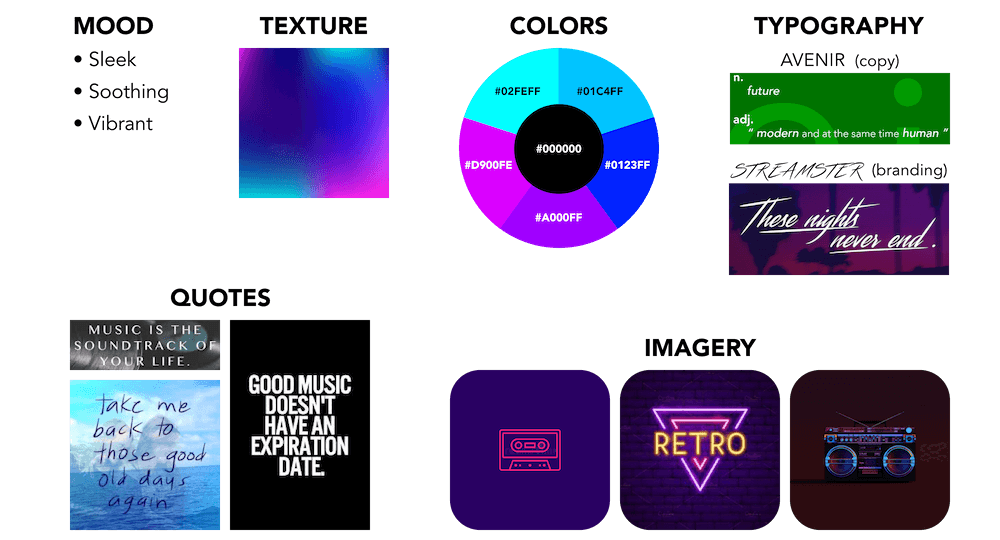 MOOD
• Sleek
• Soothing
• Vibrant
TEXTURE
COLORS
#02FEFF
#01C4FF
#000000
#D900FE
#0123FF
#A000FF
TYPOGRAPHY
AVENIR (copy)
n.
future
adj.
“ modern and at the same time human ”
STREAMSTER (branding)
These nights
never end.
QUOTES
MUSIC IS THE
SOUNDTRACK OF
YOUR LIFE.
take me
back to
those good
old days
again
GOOD MUSIC
DOESN'T
HAVE AN
EXPIRATION
DATE.
IMAGERY
RETRO